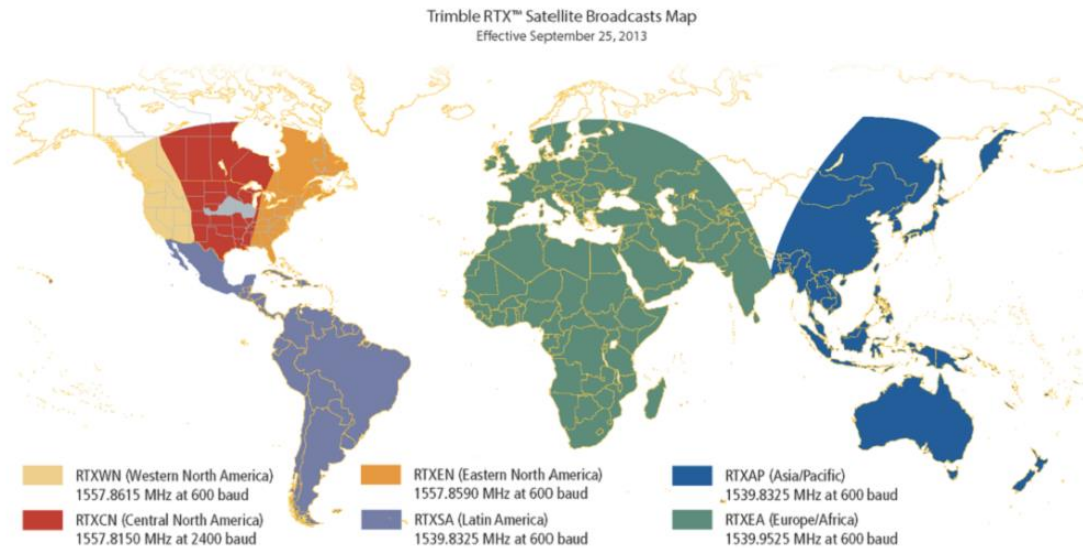 Trimble RTX™ Satellite Broadcasts Map
Effective September 25, 2013
RTXWN (Western North America)
1557.8615 MHz at 600 baud
RTXCN (Central North America)
1557.8150 MHz at 2400 baud
RTXEN (Eastern North America)
1557.8590 MHz at 600 baud
RTXSA (Latin America)
1539.8325 MHz at 600 baud
RTXAP (Asia/Pacific)
1539.8325 MHz at 600 baud
RTXEA (Europe/Africa)
1539.9525 MHz at 600 baud